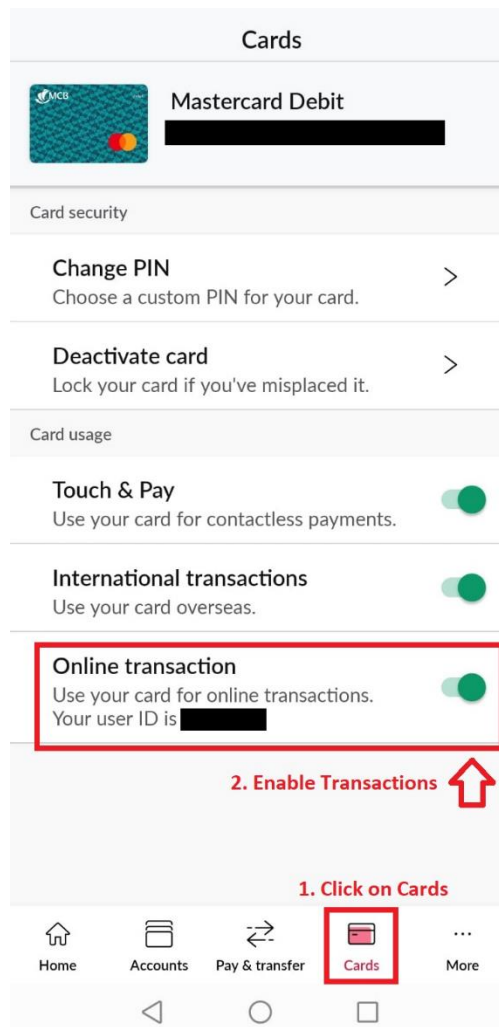 Cards
MCB
Mastercard Debit
Card security
Change PIN
Choose a custom PIN for your card.
Deactivate card
Lock your card if you've misplaced it.
Card usage
Touch & Pay
Use your card for contactless payments.
International transactions
Use your card overseas.
Online transaction
Use your card for online transactions.
Your user ID is
2. Enable Transactions
1. Click on Cards
Home Accounts Pay & transfer Cards More